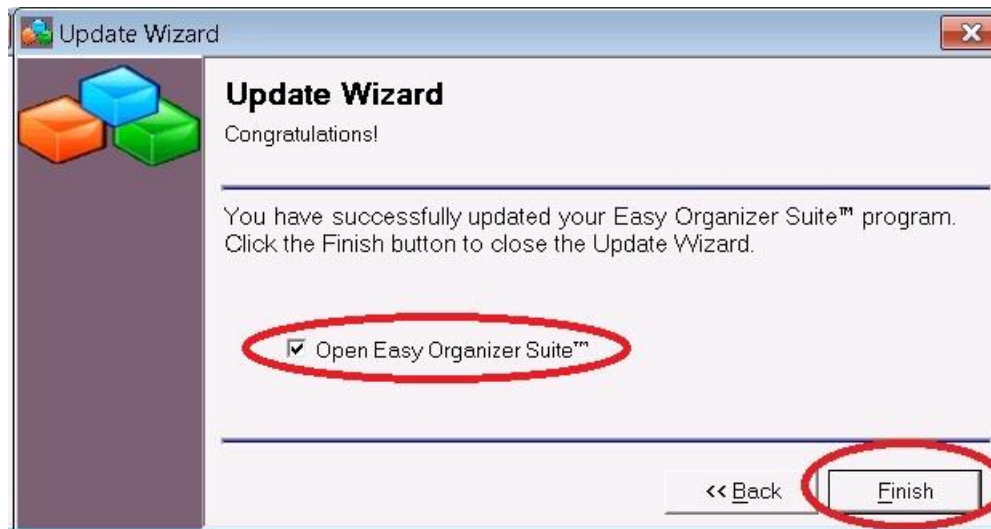 Update Wizard
Update Wizard
Congratulations!
You have successfully updated your Easy Organizer Suite™ program.
Click the Finish button to close the Update Wizard.
Open Easy Organizer Suite™
<< Back
Finish